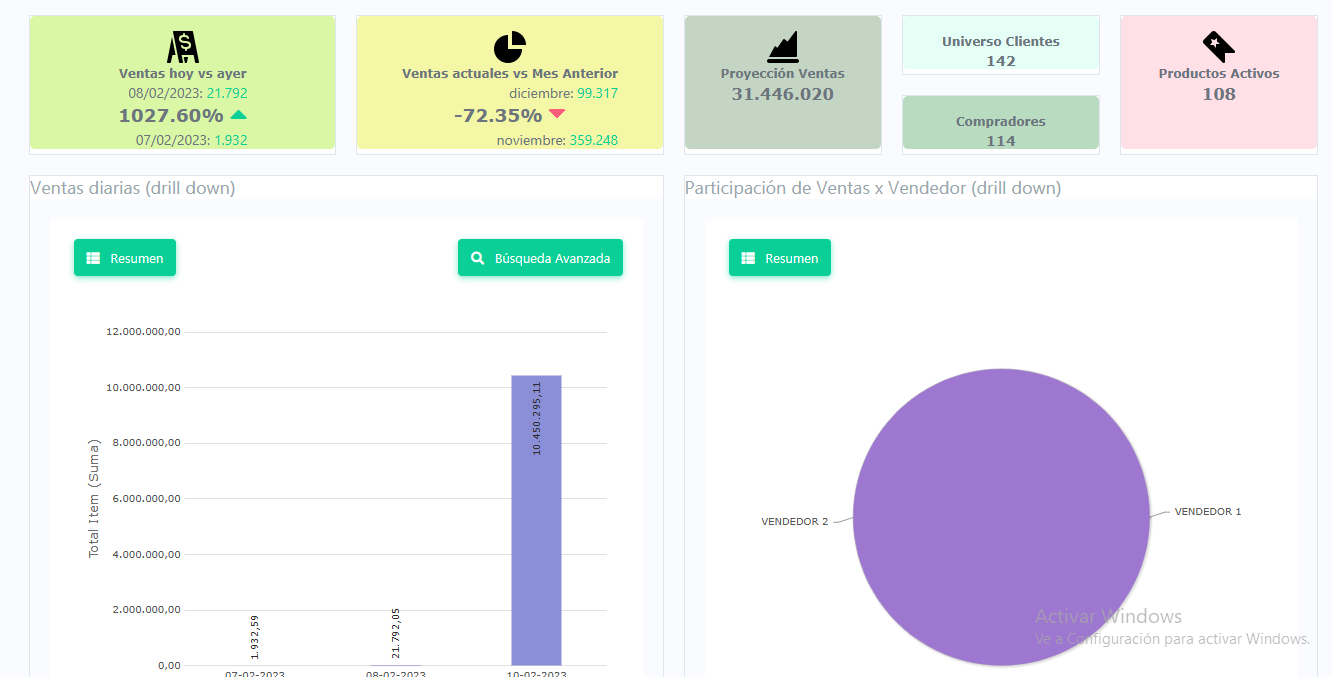 Ventas hoy vs ayer
08/02/2023: 21.792
1027.60%
07/02/2023: 1.932
Ventas actuales vs Mes Anterior
diciembre: 99.317
-72.35%
noviembre: 359.248
Proyección Ventas
31.446.020
Universo Clientes
142
Compradores
114
Productos Activos
108
Ventas diarias (drill down)
Resumen
Búsqueda Avanzada
12.000.000,00
10.000.000,00
8.000.000,00
6.000.000,00
4.000.000,00
2.000.000,00
0,00
Total Item (Suma)
1.932,59
21.792,05
10.450.295,11
07-02-2023
08-02-2023
10-02-2023
Participación de Ventas x Vendedor (drill down)
Resumen
VENDEDOR 2
VENDEDOR 1
Activar Windows
Ve a Configuración para activar Windows.